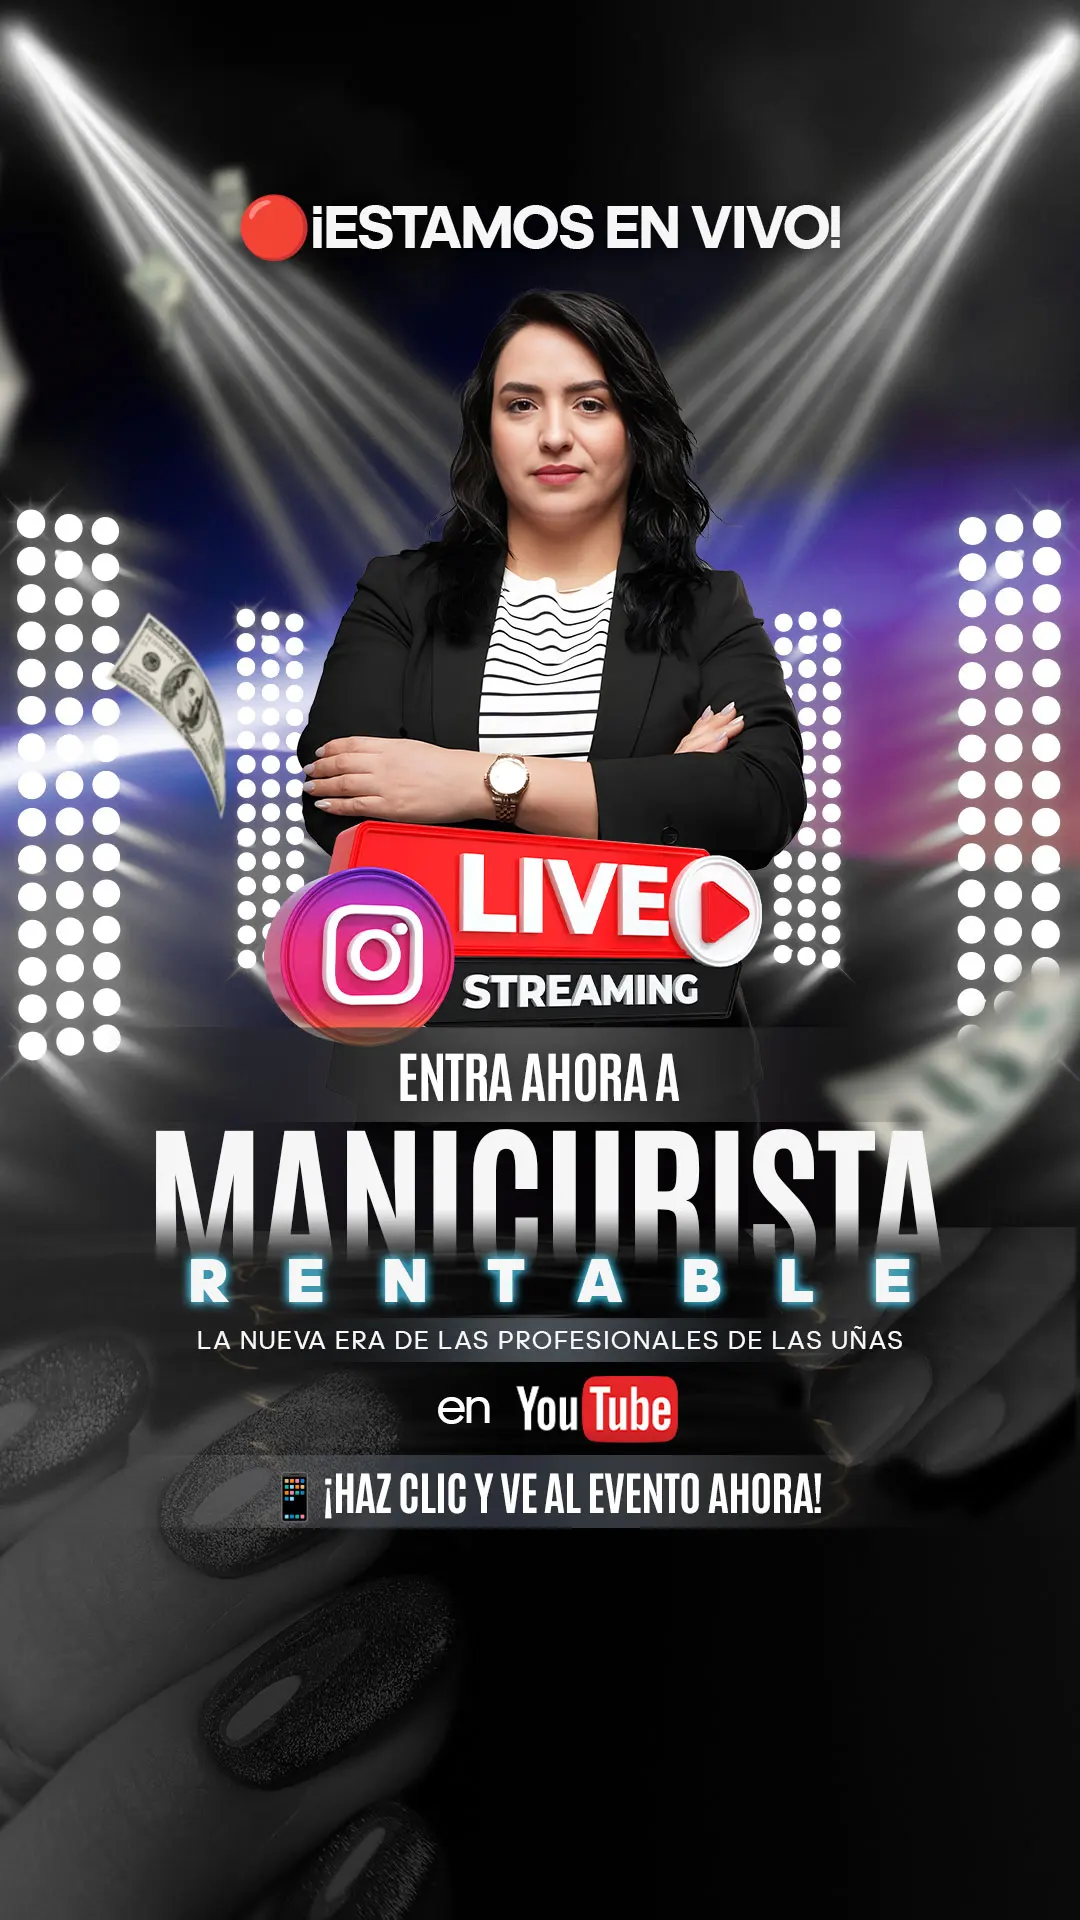 ¡ESTAMOS EN VIVO!
LIVE
STREAMING
ENTRA AHORA A
MANICURISTA
RENTABLE
LA NUEVA ERA DE LAS PROFESIONALES DE LAS UÑAS
en YouTube
¡HAZ CLIC Y VE AL EVENTO AHORA!